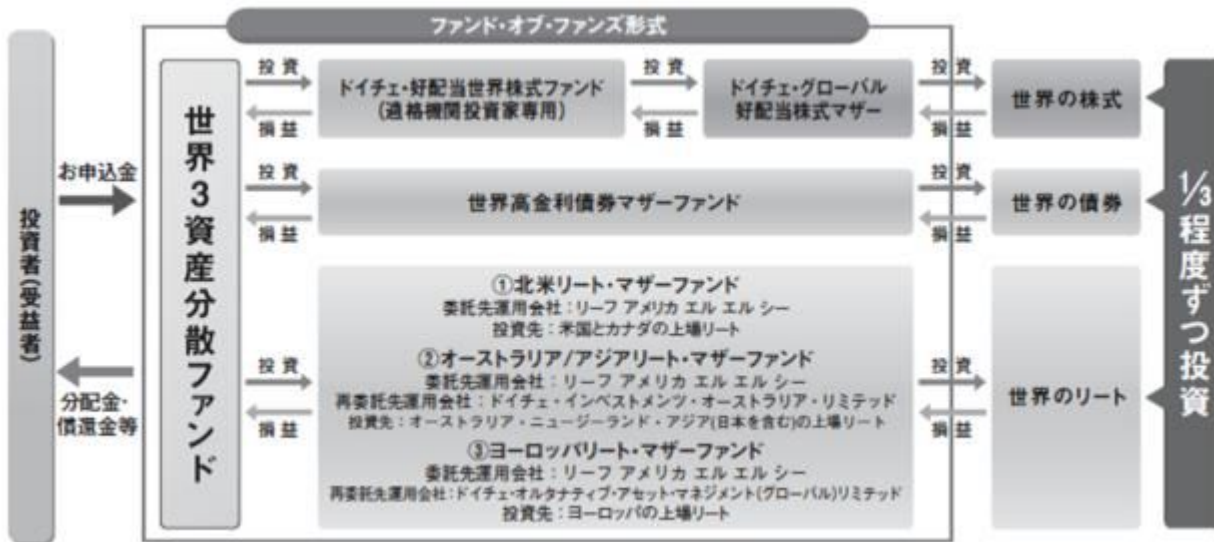 ファンド・オブ・ファンズ形式
投資者(受益者)
お申込金
分配金・
償還金等
世界3資産分散ファンド
投資
損益
ドイチェ・好配当世界株式ファンド
(適格機関投資家専用)
投資
損益
ドイチェ・グローバル
好配当株式マザー
投資
損益
世界の株式
投資
損益
世界高金利債券マザーファンド
投資
損益
世界の債券
投資
損益
①北米リート・マザーファンド
委託先運用会社：リーフ アメリカ エル エル シー
投資先：米国とカナダの上場リート
②オーストラリア/アジアリート・マザーファンド
委託先運用会社：リーフ アメリカ エル エル シー
再委託先運用会社：ドイチェ・インベストメンツ・オーストラリア・リミテッド
投資先：オーストラリア・ニュージーランド・アジア(日本を含む)の上場リート
③ヨーロッパリート・マザーファンド
委託先運用会社：リーフ アメリカ エル エル シー
再委託先運用会社：ドイチェ・オルタナティブ・アセット・マネジメント(グローバル)リミテッド
投資先：ヨーロッパの上場リート
投資
損益
世界のリート
1/3程度ずつ投資